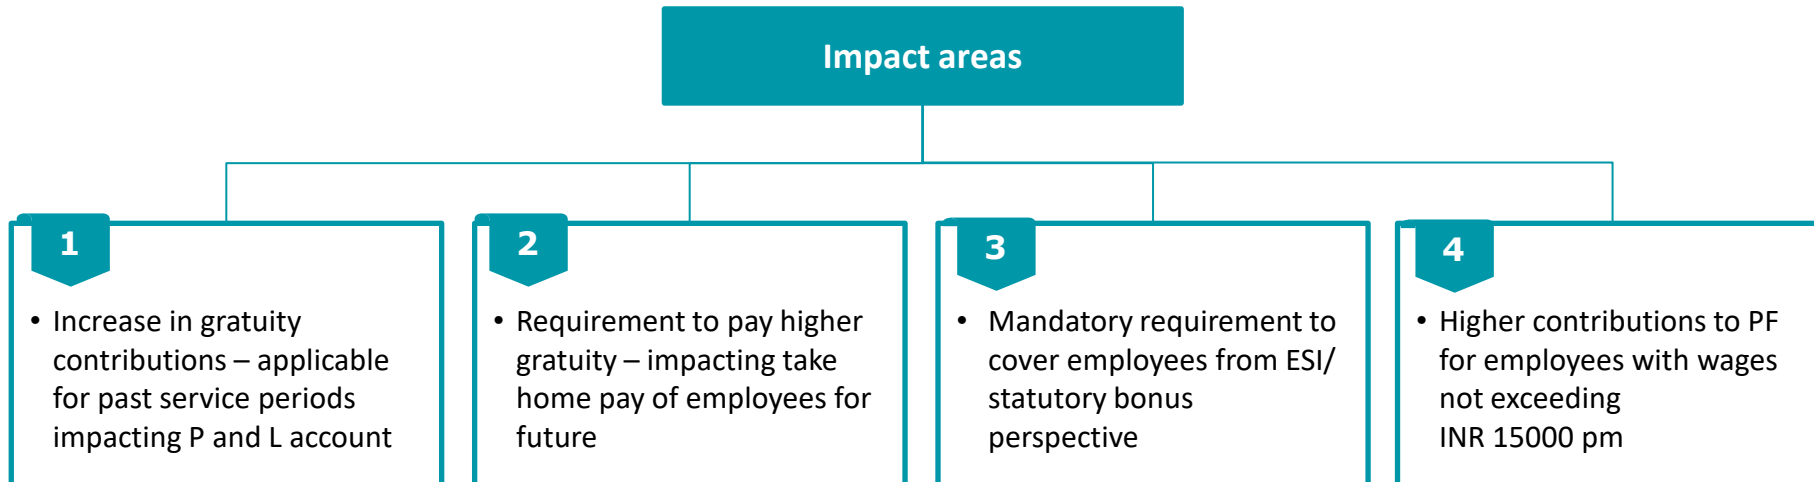 Impact areas
1
• Increase in gratuity
contributions – applicable
for past service periods
impacting P and L account
2
• Requirement to pay higher
gratuity – impacting take
home pay of employees for
future
3
• Mandatory requirement to
cover employees from ESI/
statutory bonus
perspective
4
• Higher contributions to PF
for employees with wages
not exceeding
INR 15000 pm